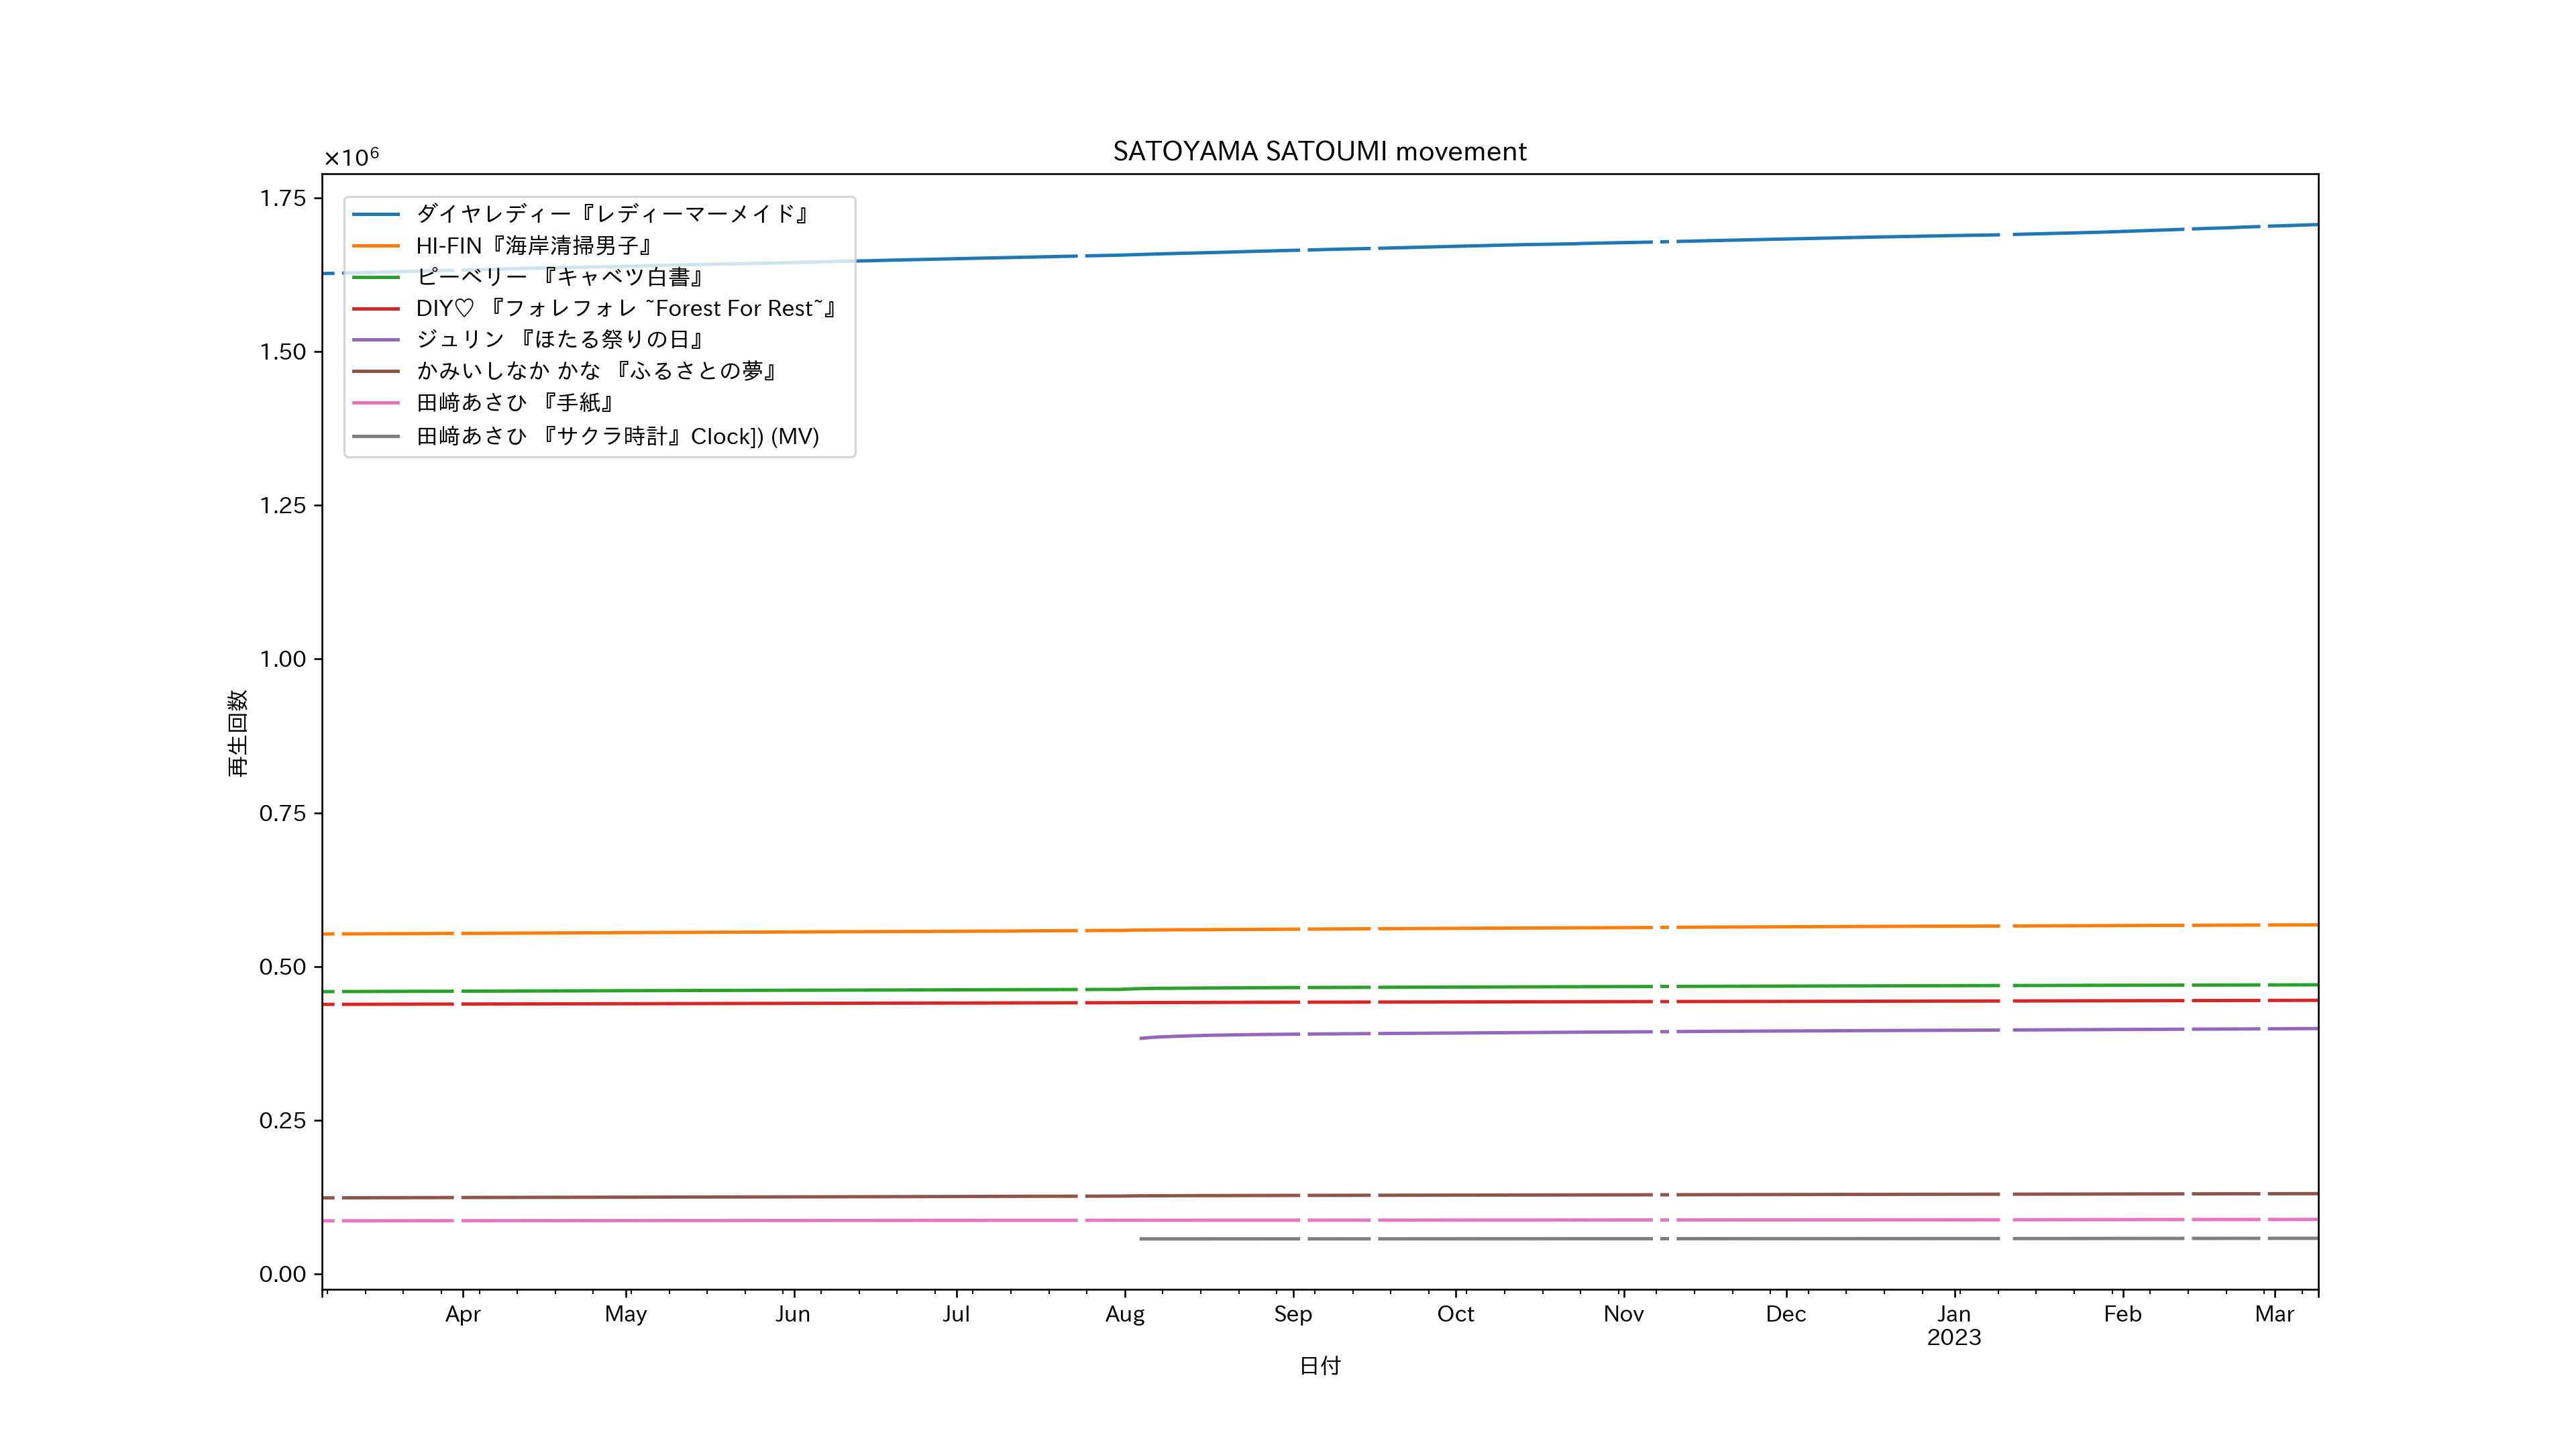 SATOYAMA SATOUMI movement
×10⁶
1.75
1.50
1.25
1.00
0.75
0.50
0.25
0.00
再生回数
ダイヤレディー『レディーマーメイド』
HI-FIN『海岸清掃男子』
ピーベリー 『キャベツ白書』
DIY♡ 『フォレフォレ ~Forest For Rest~』
ジュリン 『ほたる祭りの日』
かみいしなか かな 『ふるさとの夢』
田﨑あさひ 『手紙』
田﨑あさひ 『サクラ時計』Clock]) (MV)
Apr May Jun Jul Aug Sep Oct Nov Dec Jan Feb Mar
2023
日付